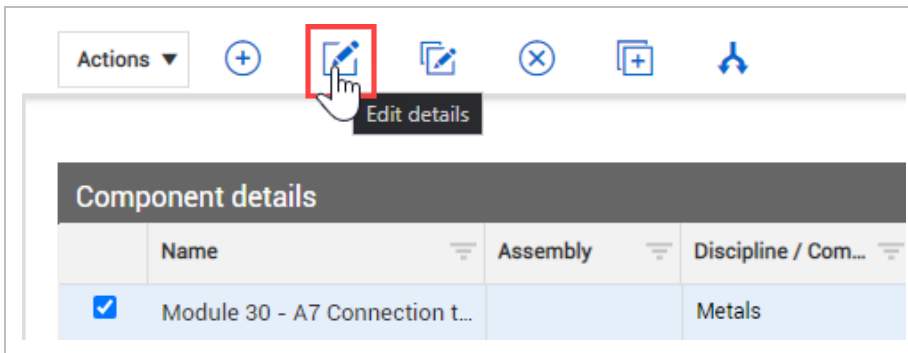 Actions
Edit details
Component details
Name Assembly Discipline / Com...
Module 30 - A7 Connection t... Metals